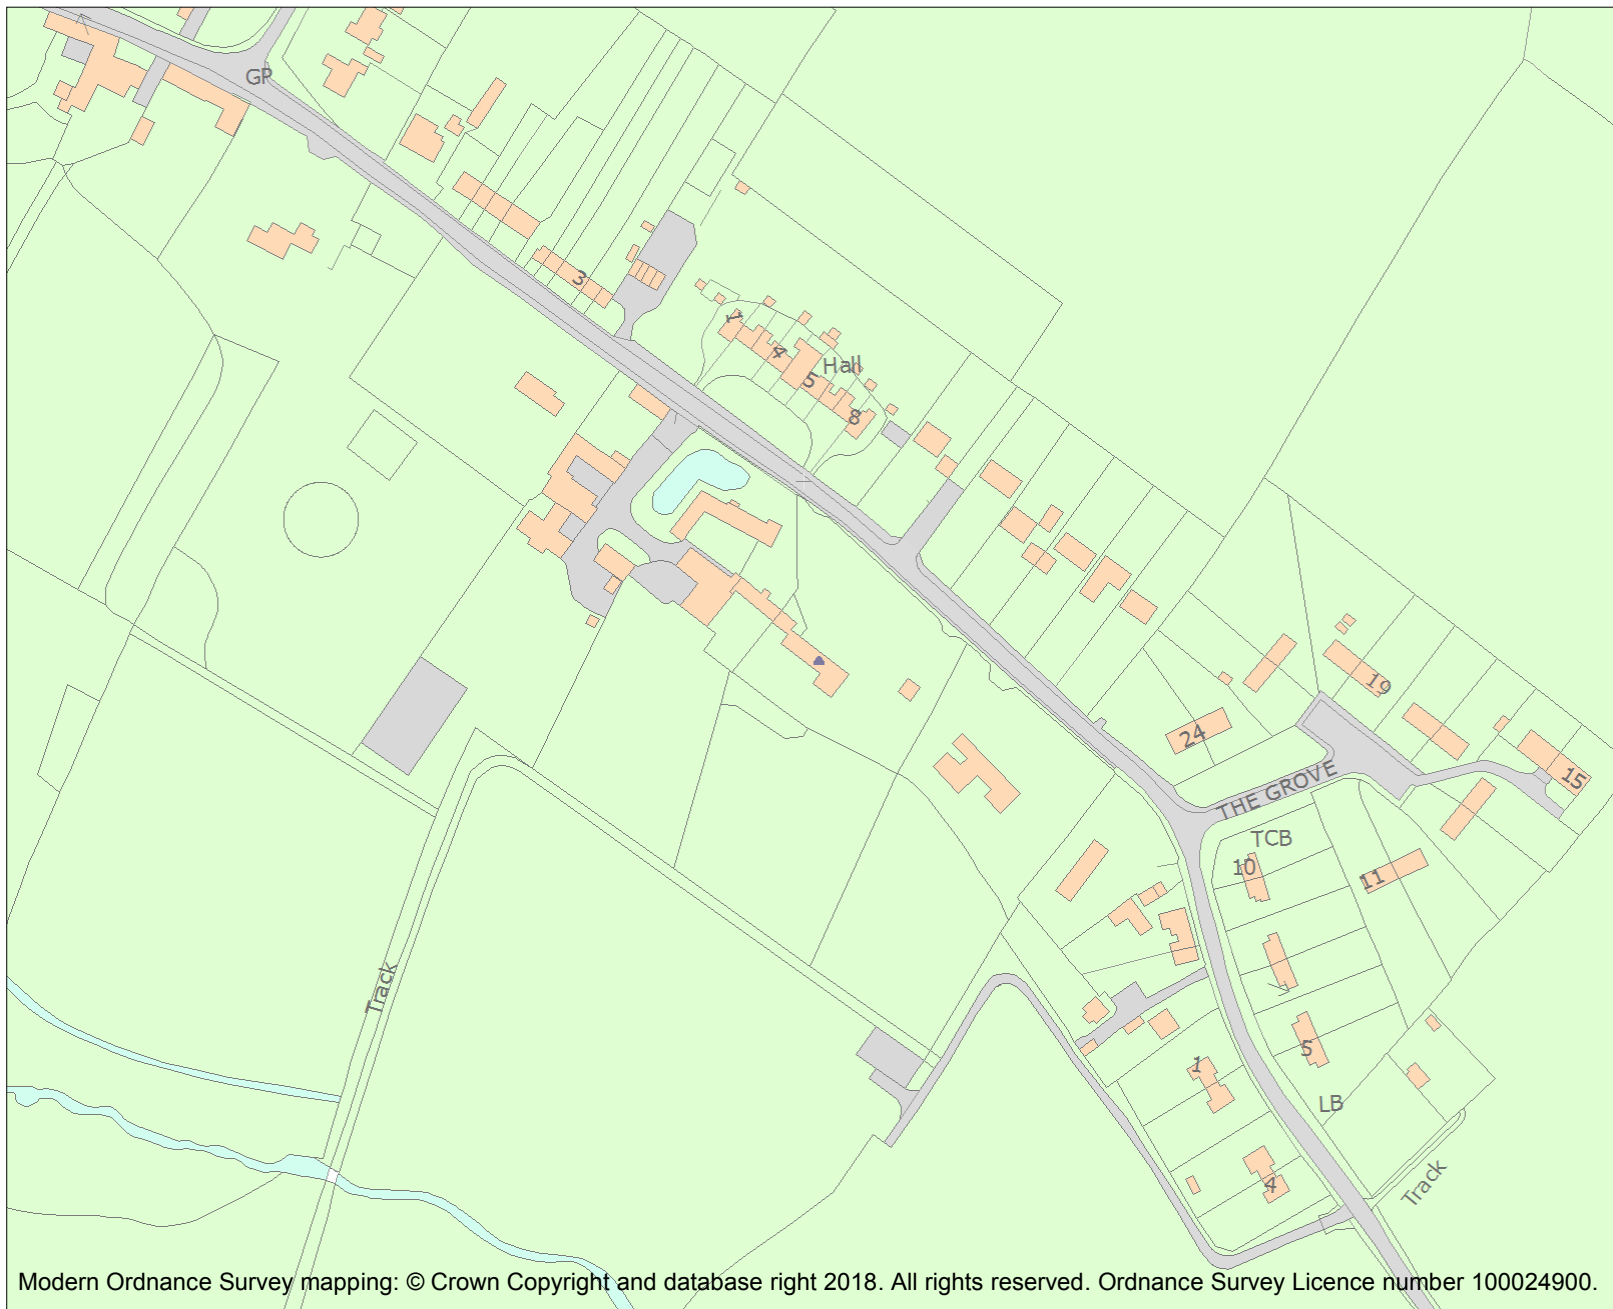 GP
3
1
4
Hall
5
8
19
24
15
THE GROVE
TCB
10
11
Track
5
1
LB
Track
4
Modern Ordnance Survey mapping: © Crown Copyright and database right 2018. All rights reserved. Ordnance Survey Licence number 100024900.